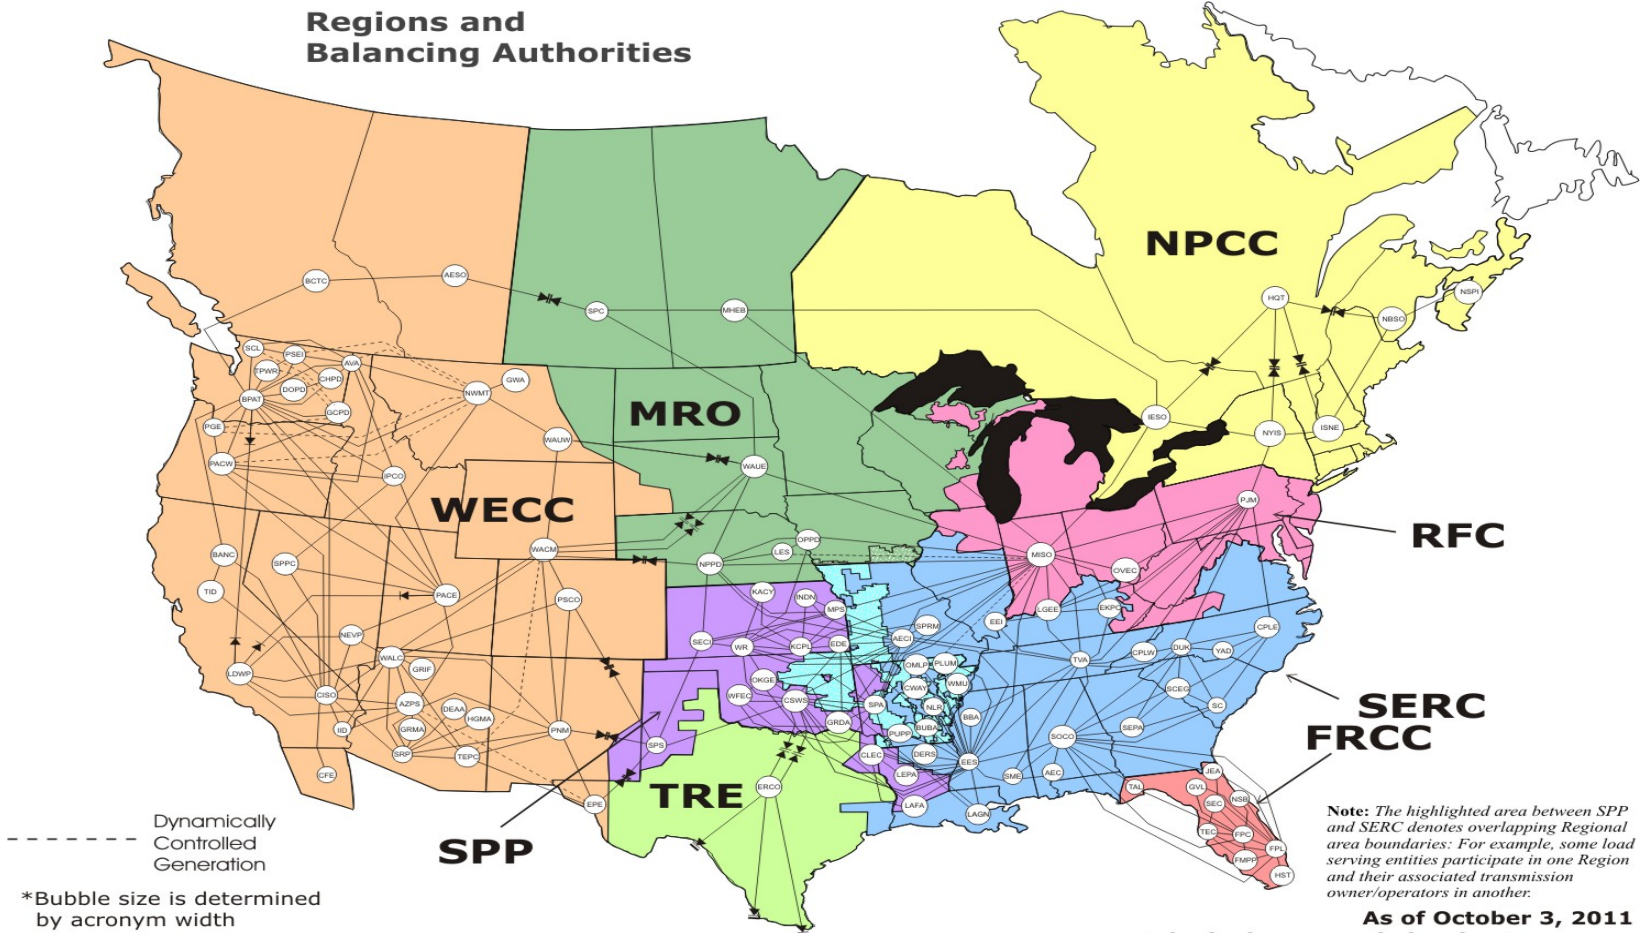 Regions and
Balancing Authorities
NPCC
BCTC
AESO
SPC
MHEB
HQT
NBSO
NSPI
SCL
PSEI
TPWR
AVA
CHPD
DOPD
BPAT
GCPD
PGE
PACW
NWMT
GWA
WAUW
IPCO
MRO
WAUE
IESO
NYIS
ISNE
WECC
PJM
RFC
BANC
SPPC
TID
WACM
PACE
PSCO
NPPD
LES
OPPD
MISO
OVEC
NEVP
LDWP
WALC
GRIF
CISO
AZPS
DEAA
HGMA
IID
GRMA
SRP
TEPC
PNM
CFE
EPE
KACY
INDN
MPS
SECI
WR
KCPL
EDE
AECI
SPRM
EEI
LGEE
EKPC
OKGE
WFEC
CSWS
GRDA
SPA
SPS
OMLP
PLUM
CWAY
WMU
NLR
BUBA
PUPP
BBA
DERS
CLEC
LEPA
LAFA
EES
LAGN
SME
AEC
SOCO
TVA
CPLW
DUK
YAD
CPLE
SCEG
SC
SEPA
SERC
FRCC
TRE
ERCO
SPP
TAL
JEA
GVL
SEC
NSB
TEC
FPC
FPL
FMPP
HST
Dynamically
Controlled
Generation
*Bubble size is determined
by acronym width
Note: The highlighted area between SPP
and SERC denotes overlapping Regional
area boundaries: For example, some load
serving entities participate in one Region
and their associated transmission
owner/operators in another.
As of October 3, 2011